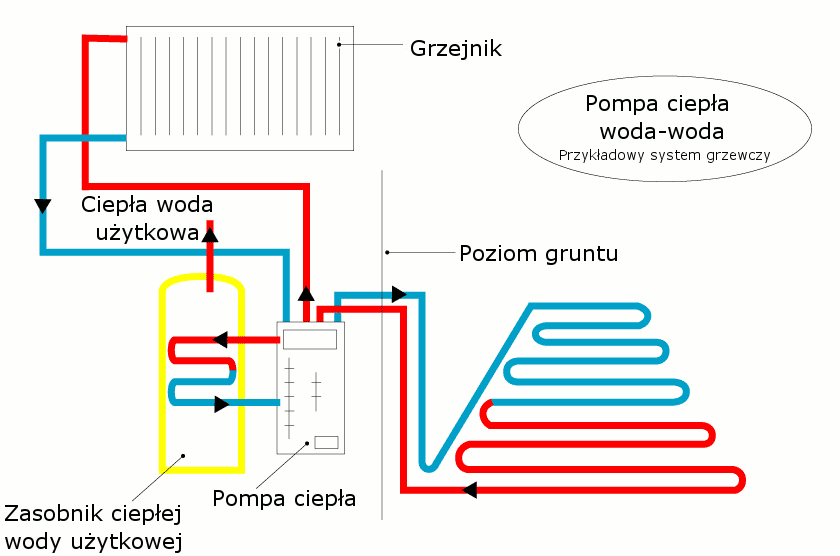 Grzejnik
Pompa ciepła
woda-woda
Przykładowy system grzewczy
Ciepła woda
użytkowa
Poziom gruntu
Pompa ciepła
Zasobnik ciepłej
wody użytkowej